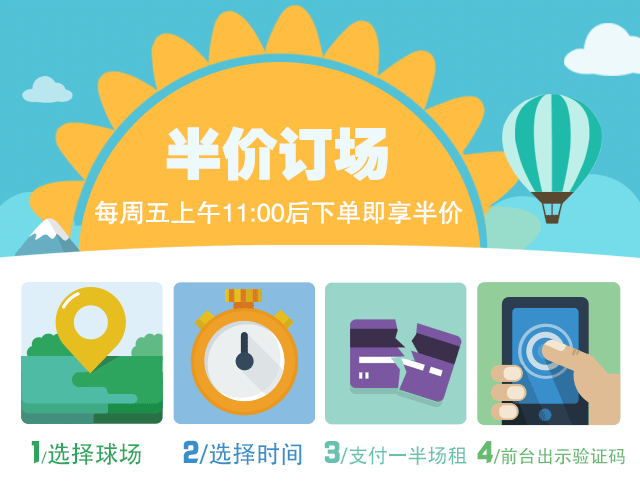 半价订场
每周五上午11:00后下单即享半价
1/选择球场
2/选择时间
3/支付一半场租
4/前台出示验证码